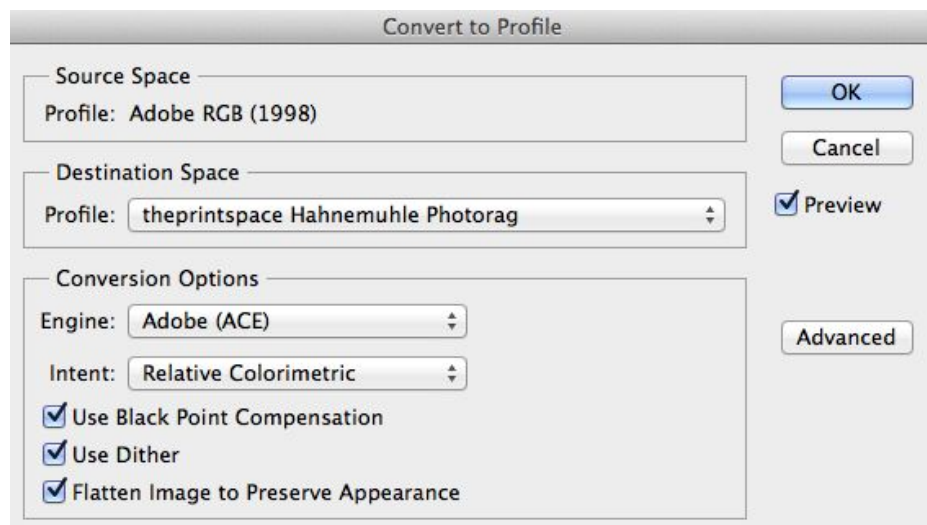 Convert to Profile
Source Space
Profile: Adobe RGB (1998)
OK
Cancel
Destination Space
Profile: theprintspace Hahnemuhle Photorag
Preview
Conversion Options
Engine: Adobe (ACE)
Advanced
Intent: Relative Colorimetric
Use Black Point Compensation
Use Dither
Flatten Image to Preserve Appearance